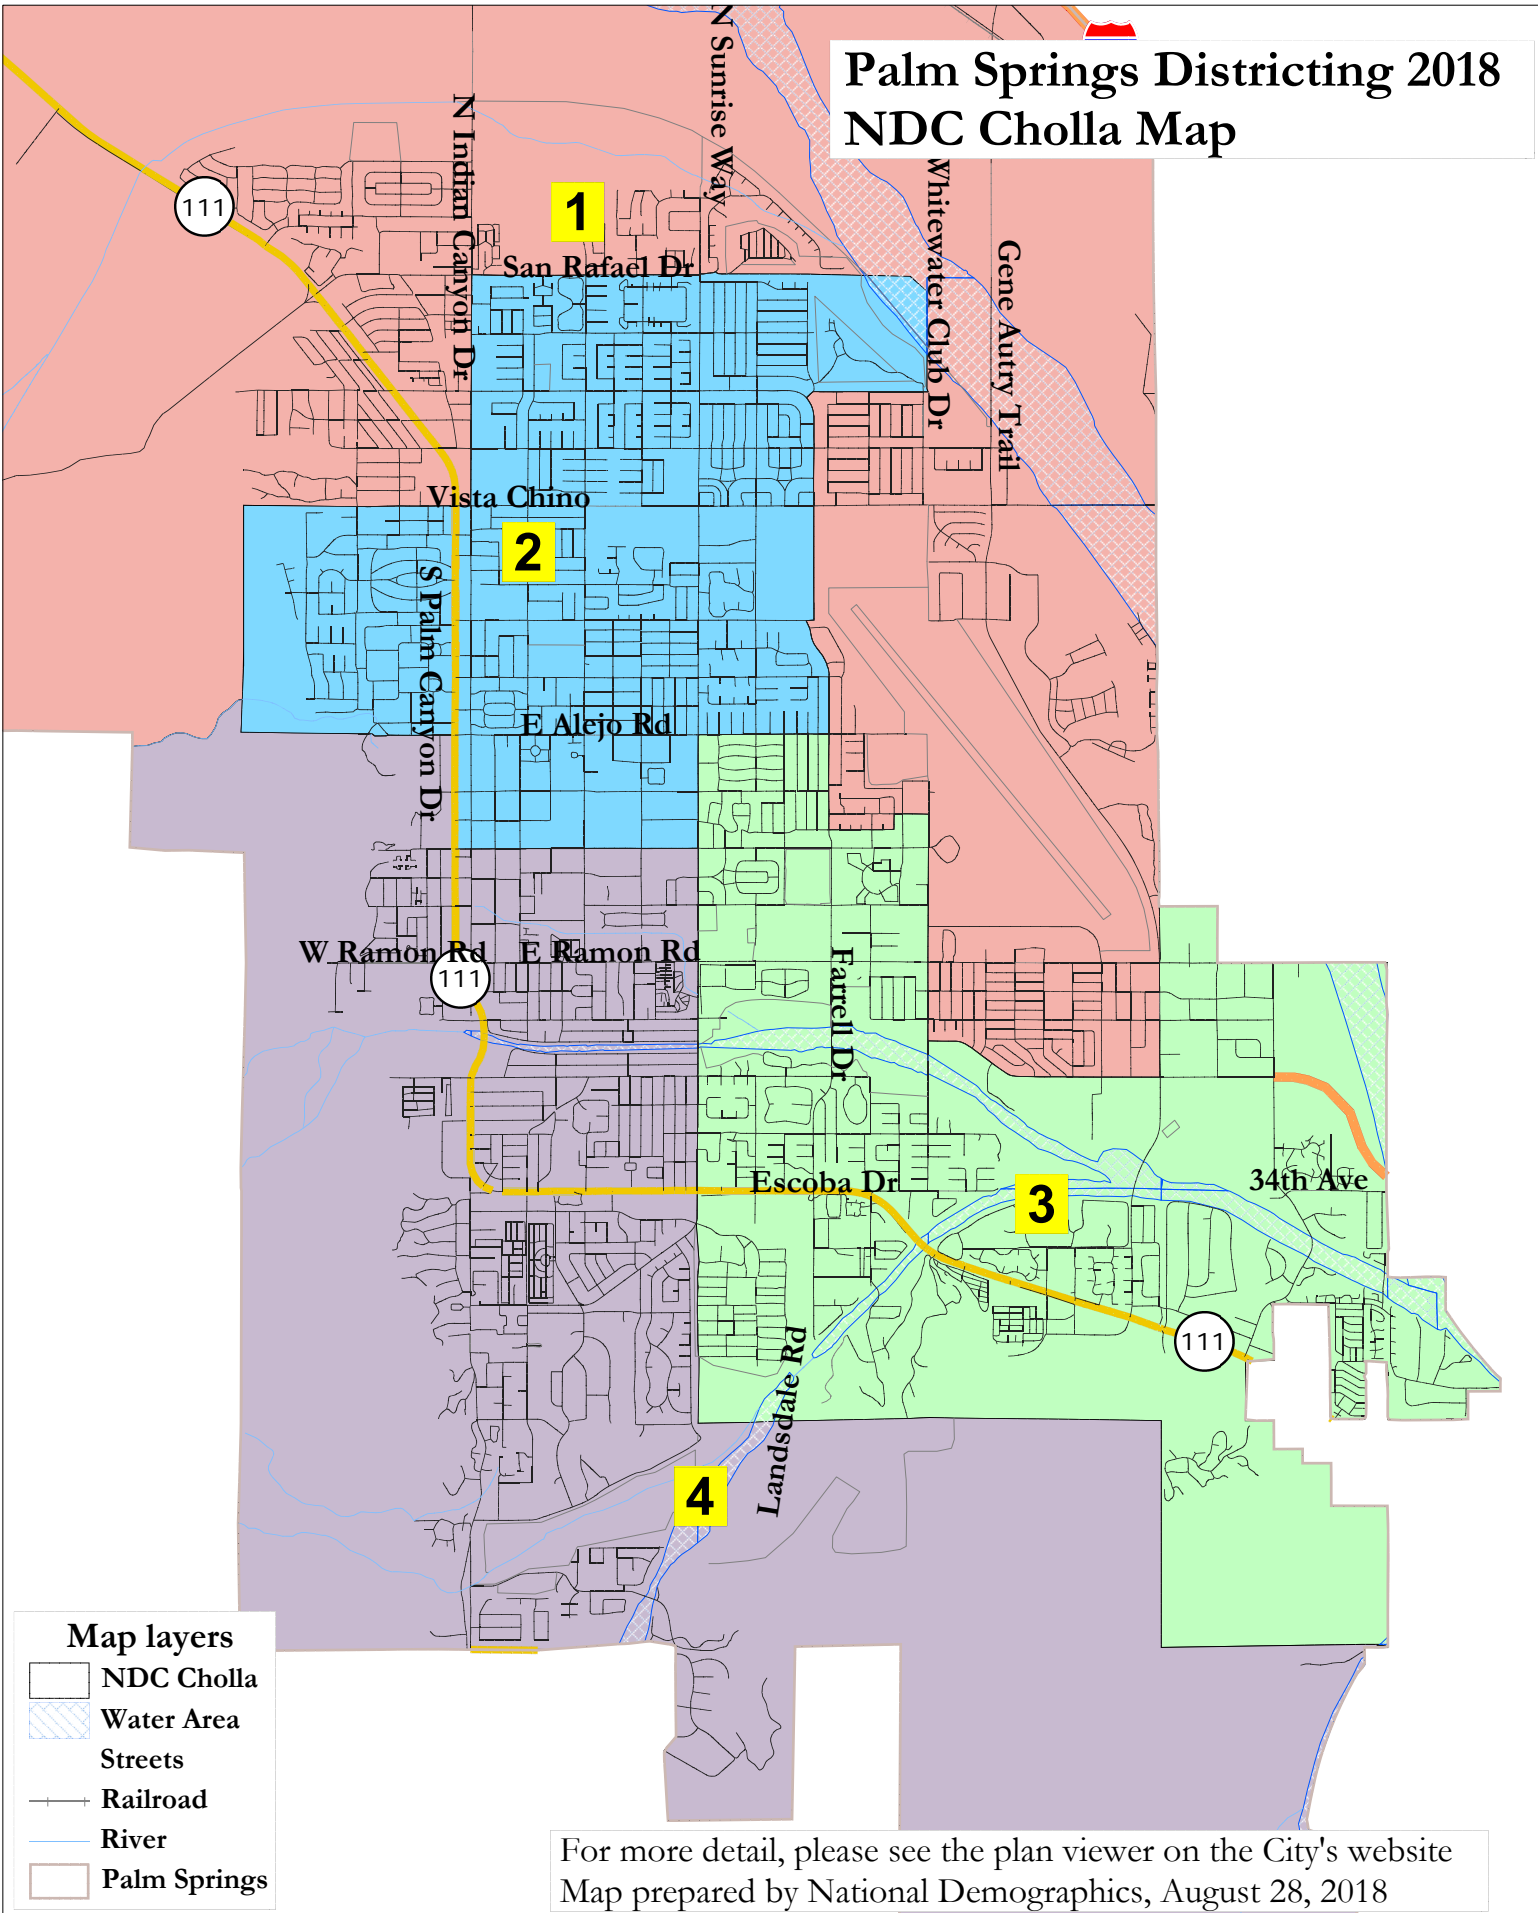 Palm Springs Districting 2018
NDC Cholla Map
N Sunrise Way
N Indian Canyon Dr
Whitewater Club Dr
Gene Autry Trail
111
1
San Rafael Dr
Vista Chino
2
S Palm Canyon Dr
E Alejo Rd
W Ramon Rd
E Ramon Rd
111
Farrell Dr
Escoba Dr
3
34th Ave
111
Landsdale Rd
4
Map layers
NDC Cholla
Water Area
Streets
Railroad
River
Palm Springs
For more detail, please see the plan viewer on the City's website
Map prepared by National Demographics, August 28, 2018